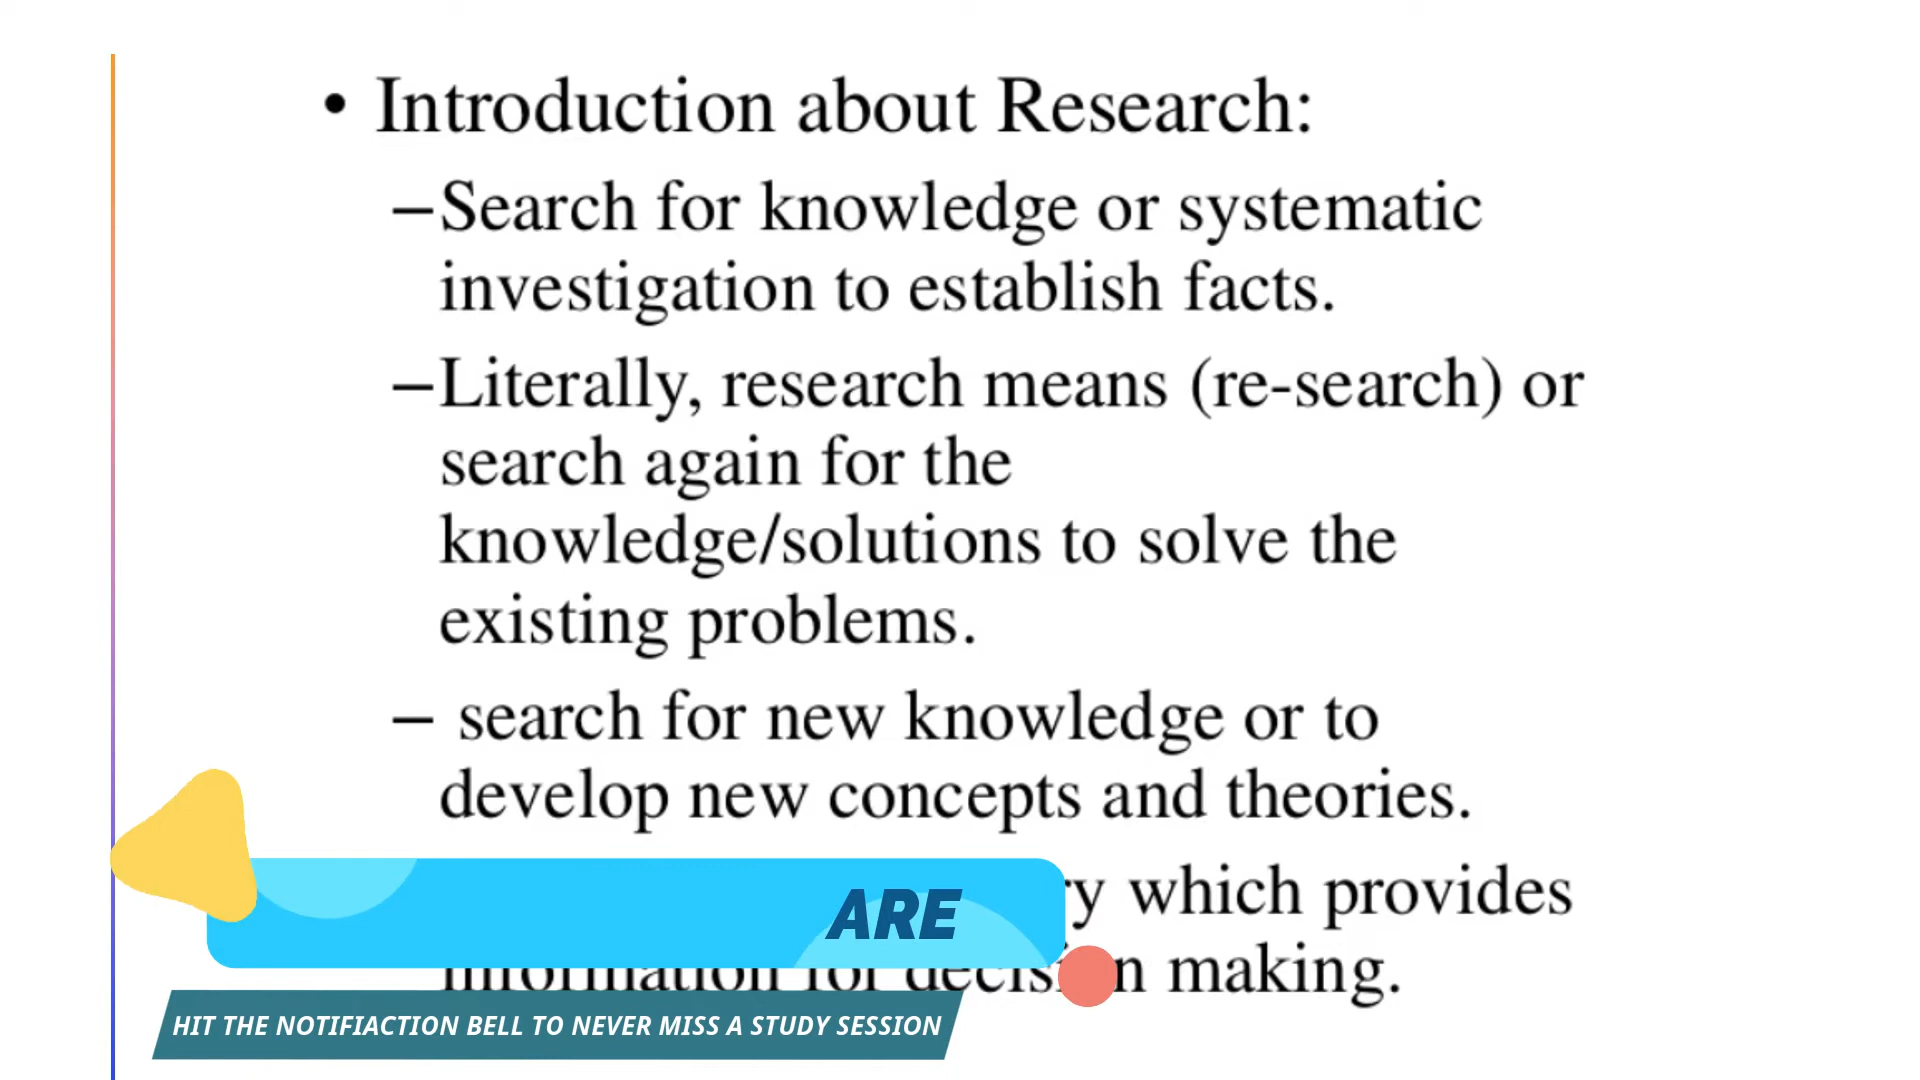 • Introduction about Research:
–Search for knowledge or systematic
investigation to establish facts.
–Literally, research means (re-search) or
search again for the
knowledge/solutions to solve the
existing problems.
– search for new knowledge or to
develop new concepts and theories.
which provides
ARE
information for making.
HIT THE NOTIFIACTION BELL TO NEVER MISS A STUDY SESSION